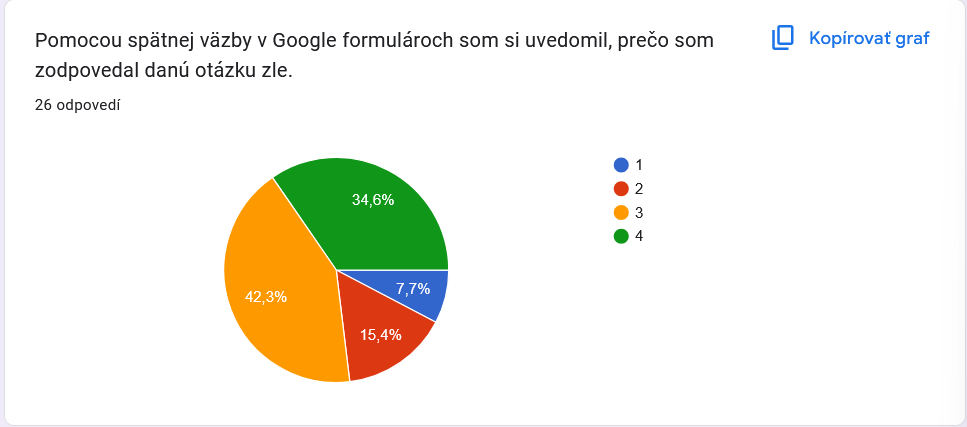 Pomocou spätnej väzby v Google formulároch som si uvedomil, prečo som
zodpovedal danú otázku zle.
Kopírovať graf
26 odpovedí
1
2
3
4
34,6%
42,3%
7,7%
15,4%